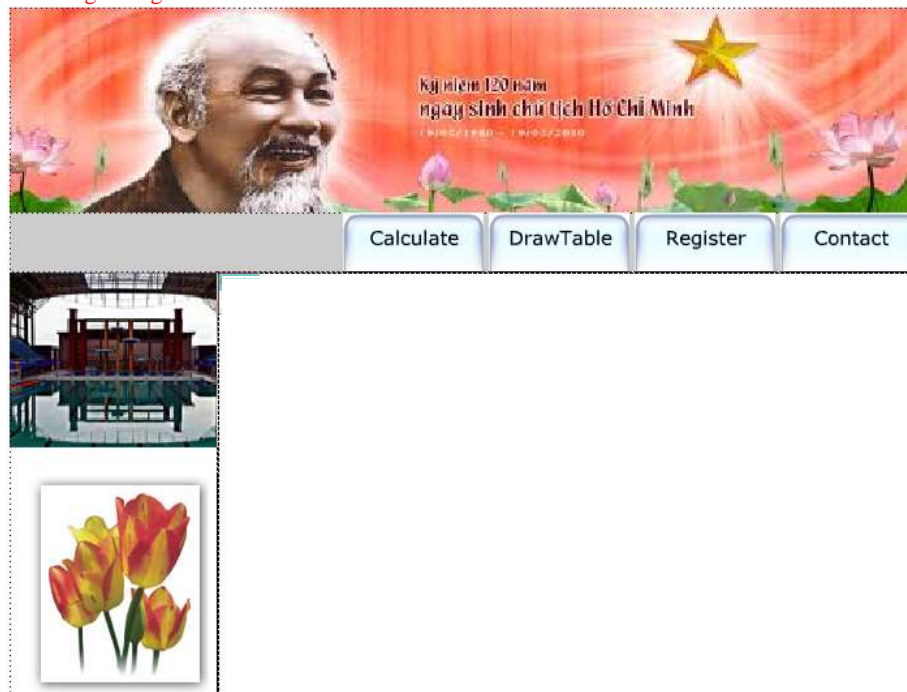 Kỷ niệm 120 năm
ngày sinh chủ tịch Hồ Chí Minh
Calculate
DrawTable
Register
Contact